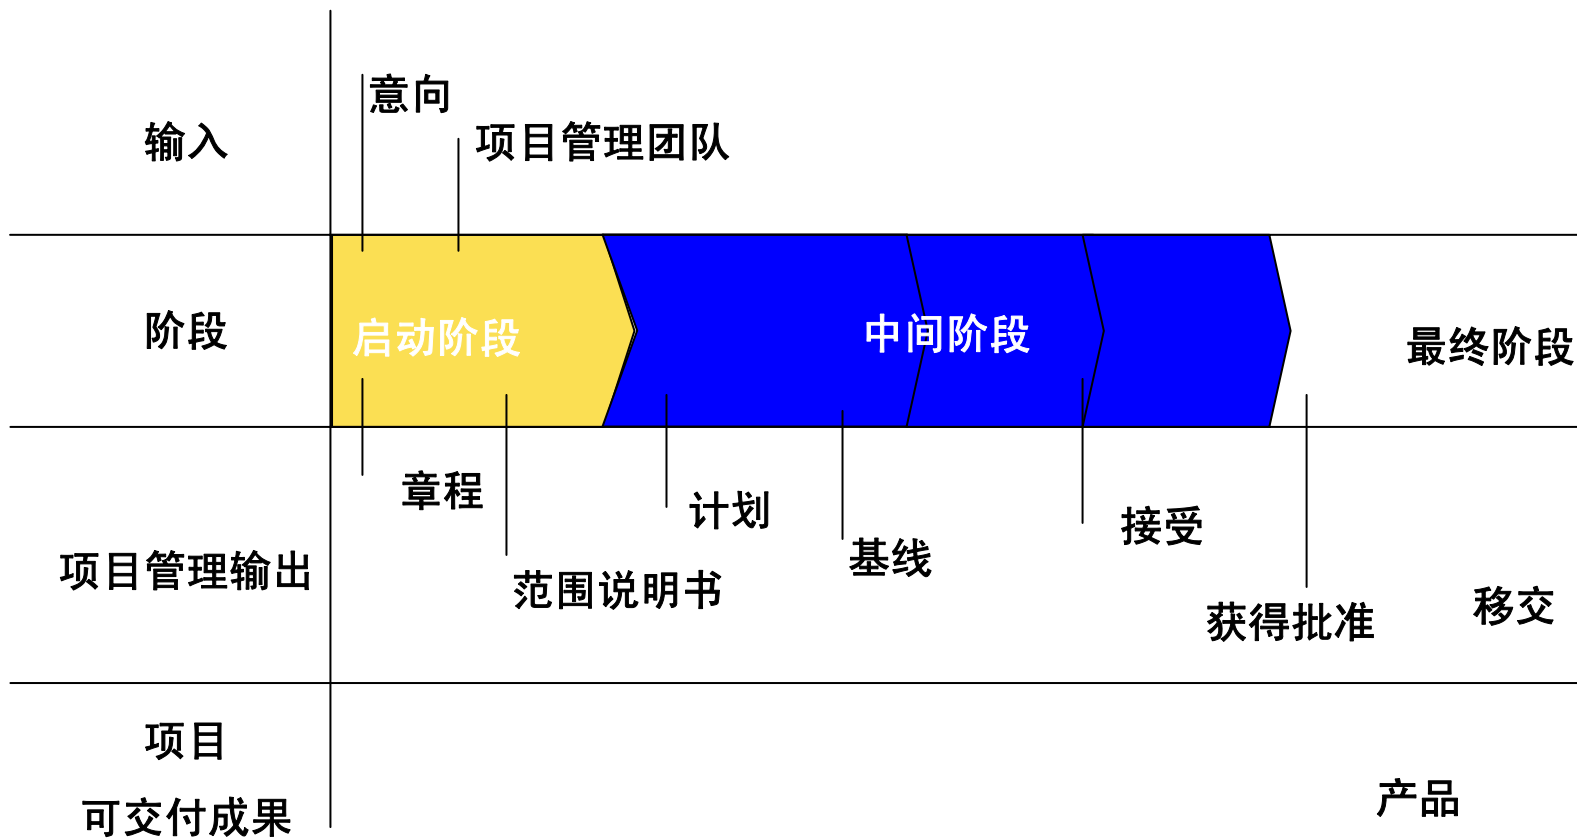 意向
输入
项目管理团队
阶段
启动阶段
中间阶段
最终阶段
章程
计划
接受
项目管理输出
范围说明书
基线
获得批准
移交
项目
可交付成果
产品